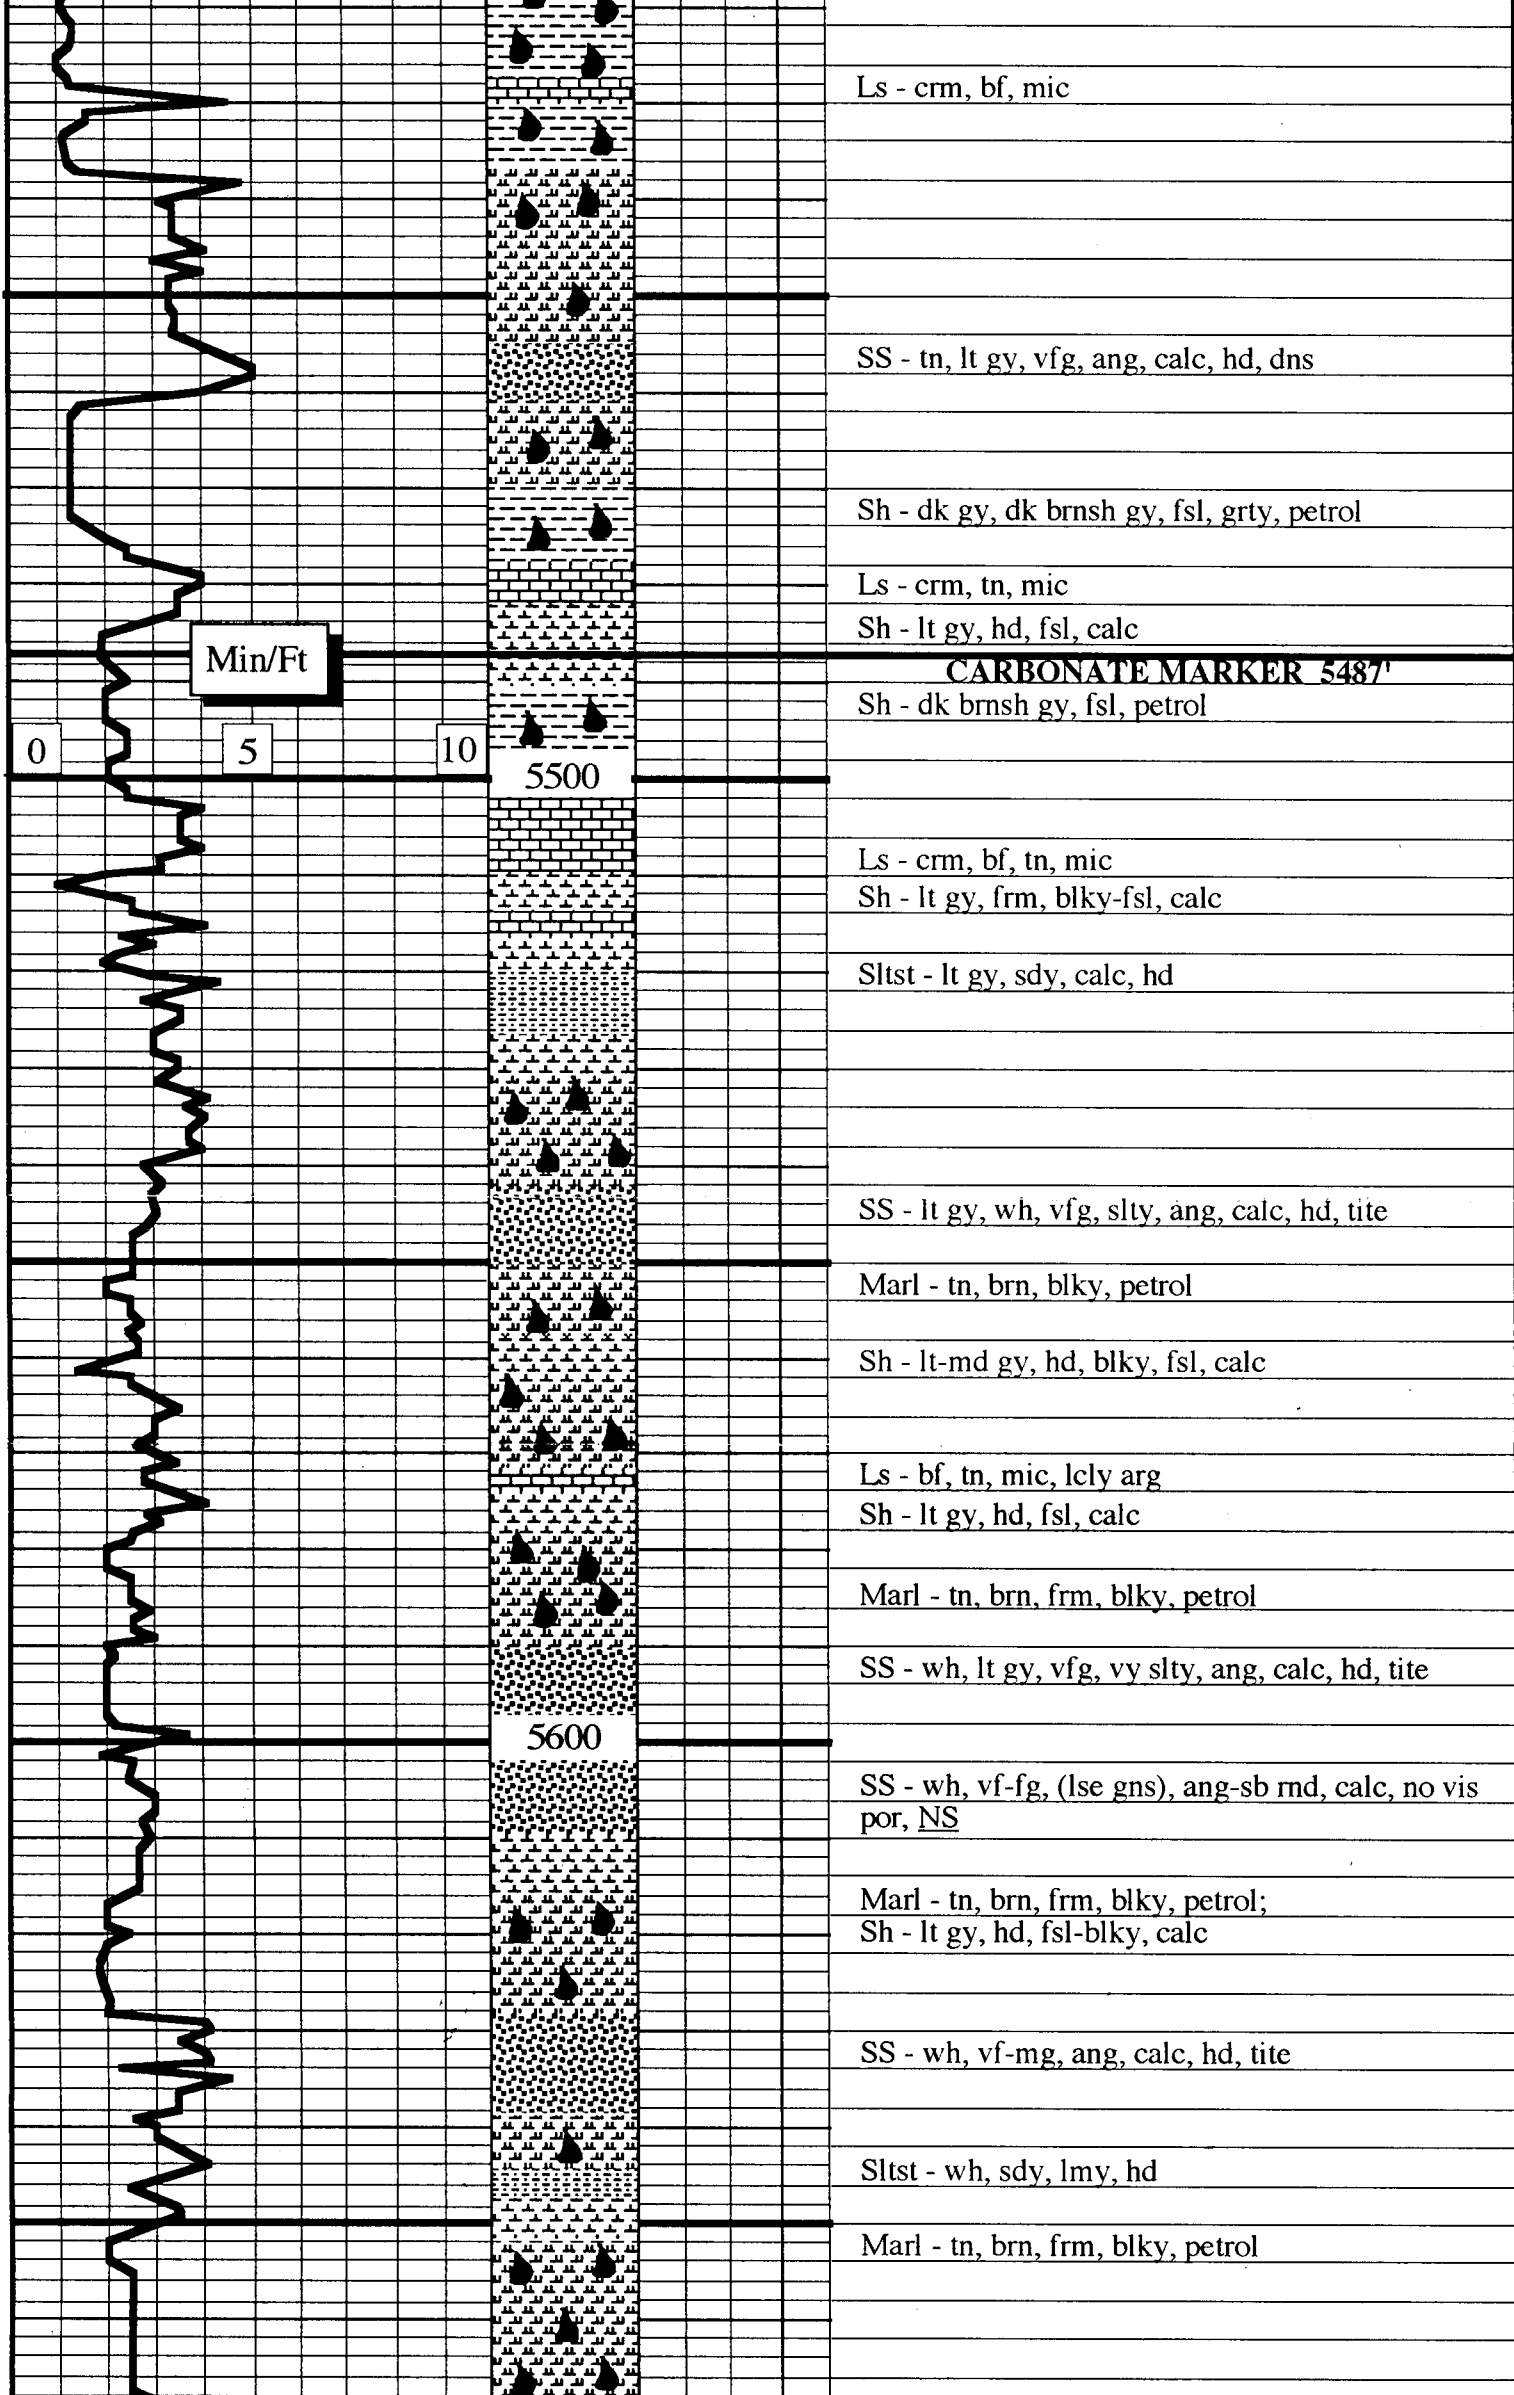 Ls - crm, bf, mic
SS - tn, lt gy, vfg, ang, calc, hd, dns
Sh - dk gy, dk brnsh gy, fsl, grty, petrol
Ls - crm, tn, mic
Sh - lt gy, hd, fsl, calc
Min/Ft
CARBONATE MARKER 5487'
Sh - dk brnsh gy, fsl, petrol
0 5 10
5500
Ls - crm, bf, tn, mic
Sh - lt gy, frm, blky-fsl, calc
Sltst - lt gy, sdy, calc, hd
SS - lt gy, wh, vfg, slty, ang, calc, hd, tite
Marl - tn, brn, blky, petrol
Sh - lt-md gy, hd, blky, fsl, calc
Ls - bf, tn, mic, lcly arg
Sh - lt gy, hd, fsl, calc
Marl - tn, brn, frm, blky, petrol
SS - wh, lt gy, vfg, vy slty, ang, calc, hd, tite
5600
SS - wh, vf-fg, (lse gns), ang-sb rnd, calc, no vis
por, NS
Marl - tn, brn, frm, blky, petrol;
Sh - lt gy, hd, fsl-blky, calc
SS - wh, vf-mg, ang, calc, hd, tite
Sltst - wh, sdy, lmy, hd
Marl - tn, brn, frm, blky, petrol